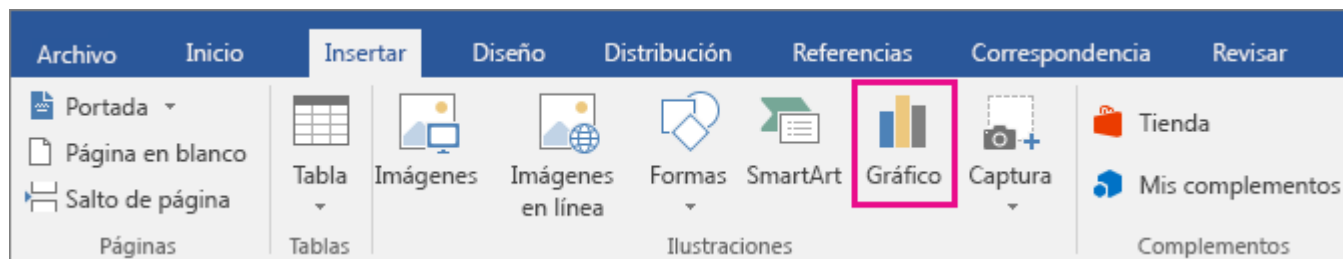 Archivo Inicio Insertar Diseño Distribución Referencias Correspondencia Revisar
Portada
Página en blanco
Salto de página
Páginas
Tabla
Tablas
Imágenes
Imágenes
en línea
Formas
SmartArt
Gráfico
Captura
Ilustraciones
Tienda
Mis complementos
Complementos